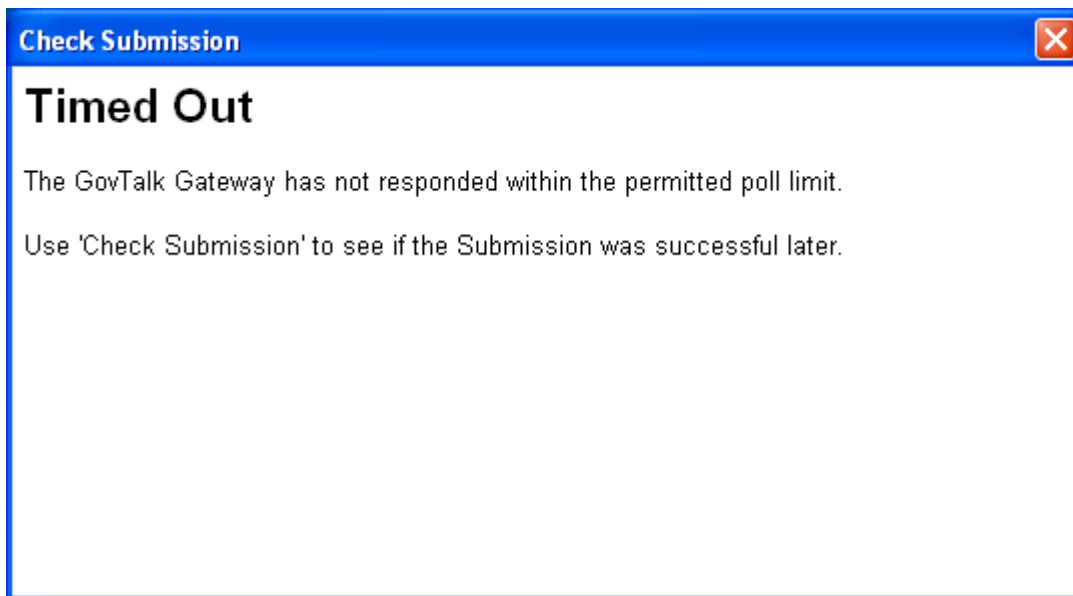 Check Submission
Timed Out
The GovTalk Gateway has not responded within the permitted poll limit.
Use 'Check Submission' to see if the Submission was successful later.